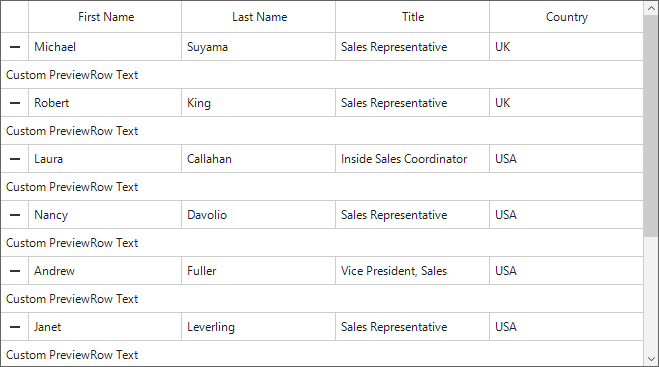 First Name Last Name Title Country
Michael Suyama Sales Representative UK
Custom PreviewRow Text
Robert King Sales Representative UK
Custom PreviewRow Text
Laura Callahan Inside Sales Coordinator USA
Custom PreviewRow Text
Nancy Davolio Sales Representative USA
Custom PreviewRow Text
Andrew Fuller Vice President, Sales USA
Custom PreviewRow Text
Janet Leverling Sales Representative USA
Custom PreviewRow Text